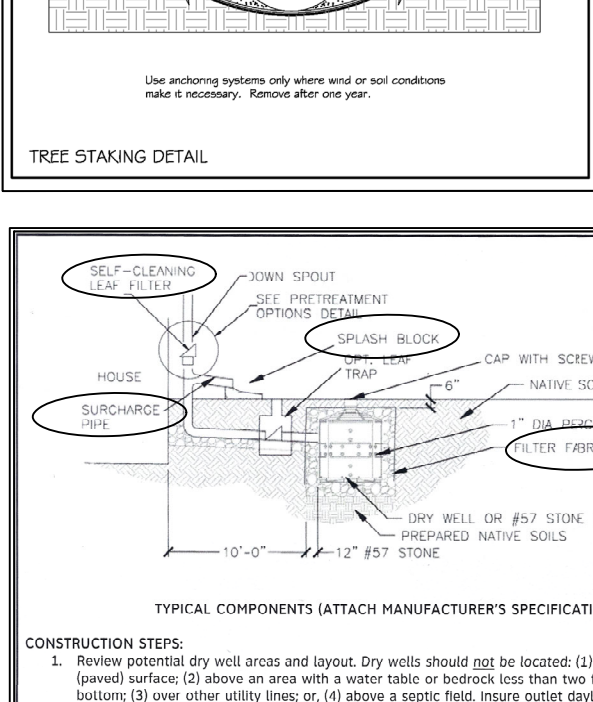 Use anchoring systems only where wind or soil conditions
make it necessary. Remove after one year.
TREE STAKING DETAIL
SELF-CLEANING
LEAF FILTER
DOWN SPOUT
SEE PRETREATMENT
OPTIONS DETAIL
SPLASH BLOCK
OPT. LEAF
TRAP
CAP WITH SCREW
HOUSE
6"
NATIVE SO
SURCHARGE
PIPE
1" DIA PERC
FILTER FABR
DRY WELL OR #57 STONE
PREPARED NATIVE SOILS
10'-0"
12" #57 STONE
TYPICAL COMPONENTS (ATTACH MANUFACTURER'S SPECIFICATI
CONSTRUCTION STEPS:
1. Review potential dry well areas and layout. Dry wells should not be located: (1)
(paved) surface; (2) above an area with a water table or bedrock less than two f
bottom; (3) over other utility lines; or, (4) above a septic field. Insure outlet dayl